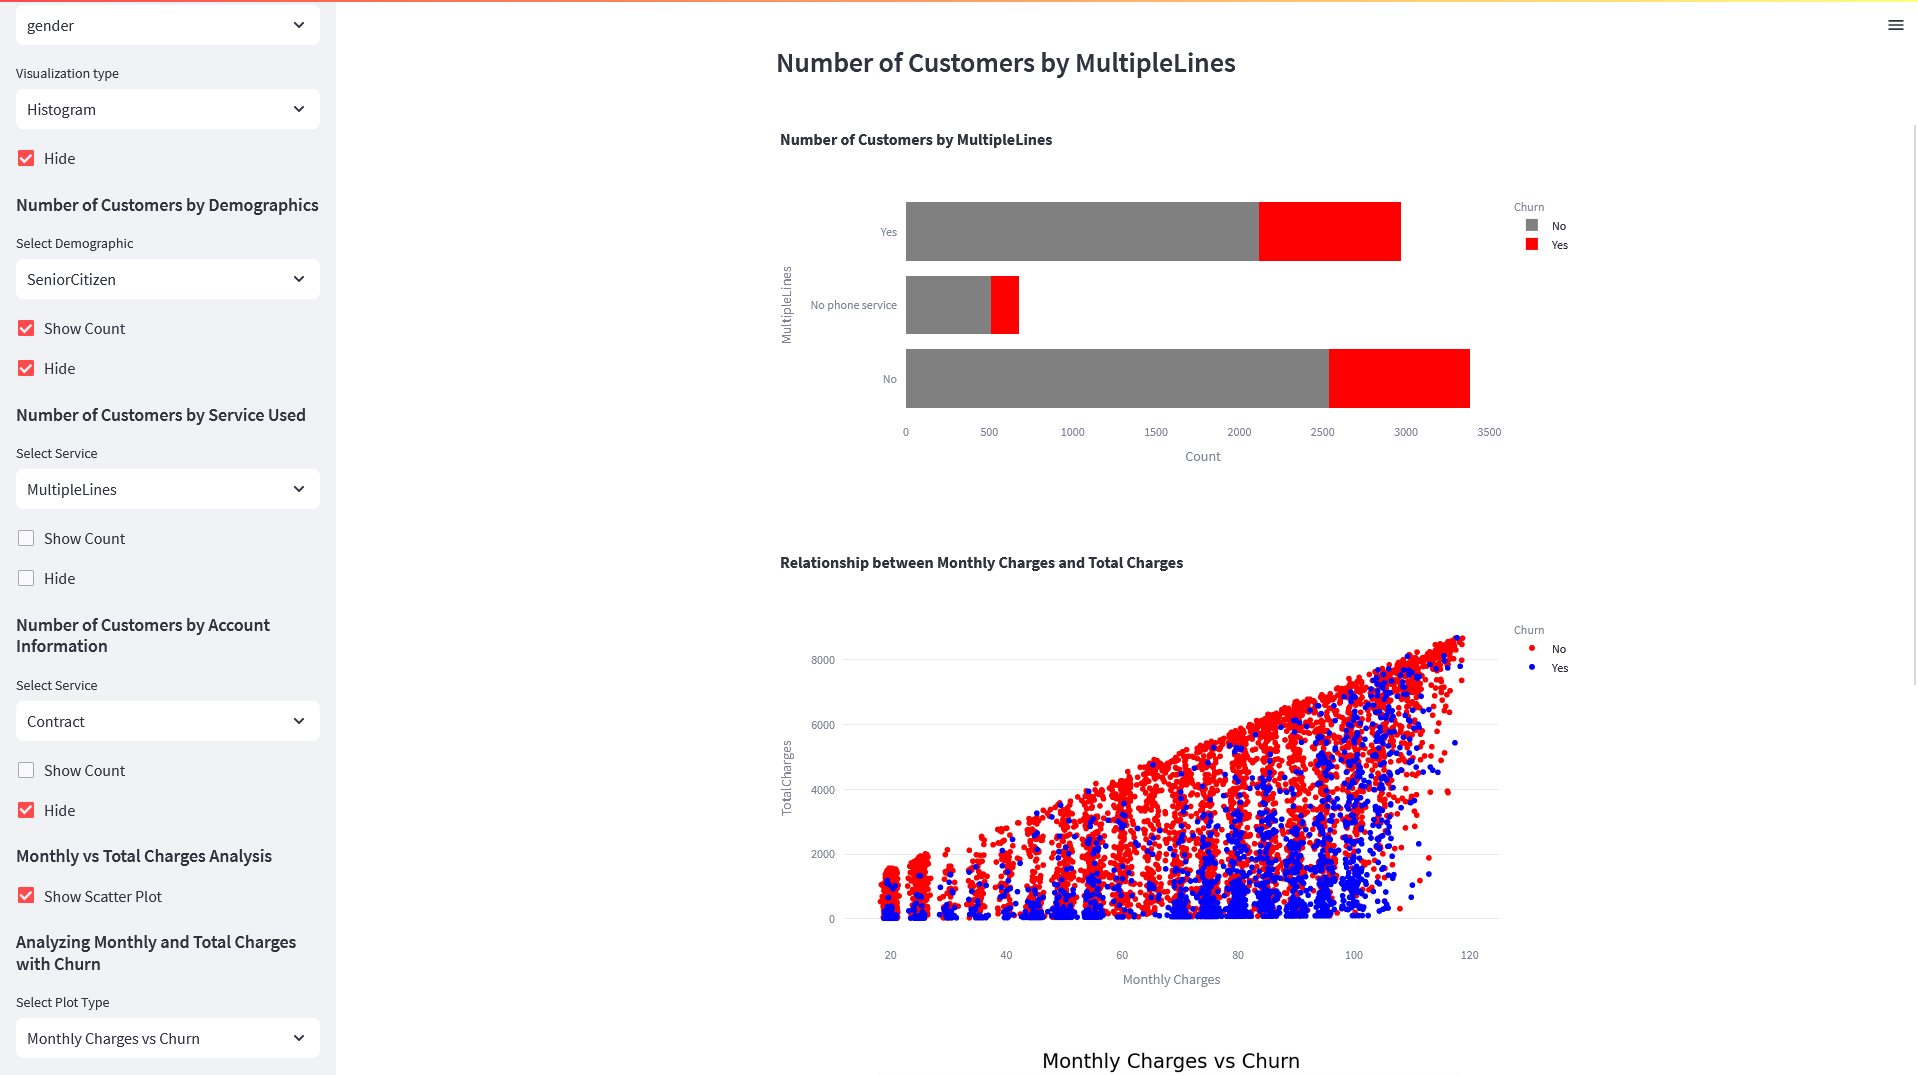 gender
Visualization type
Histogram
Hide
Number of Customers by Demographics
Select Demographic
SeniorCitizen
Show Count
Hide
Number of Customers by Service Used
Select Service
MultipleLines
Show Count
Hide
Number of Customers by Account
Information
Select Service
Contract
Show Count
Hide
Monthly vs Total Charges Analysis
Show Scatter Plot
Analyzing Monthly and Total Charges
with Churn
Select Plot Type
Monthly Charges vs Churn
Number of Customers by MultipleLines
Number of Customers by MultipleLines
MultipleLines
Yes
No phone service
No
0 500 1000 1500 2000 2500 3000 3500
Count
Churn
No
Yes
Relationship between Monthly Charges and Total Charges
TotalCharges
8000
6000
4000
2000
0
20 40 60 80 100 120
Monthly Charges
Churn
No
Yes
Monthly Charges vs Churn